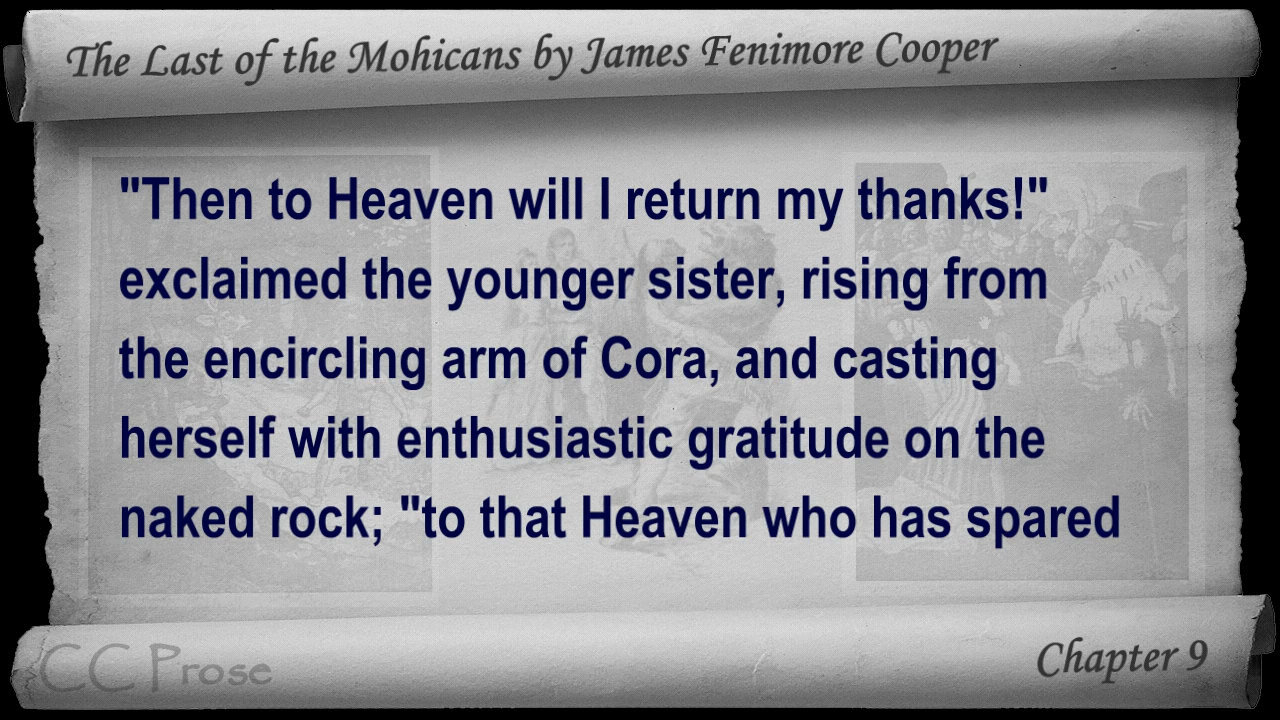 The Last of the Mohicans by James Fenimore Cooper
"Then to Heaven will I return my thanks!"
exclaimed the younger sister, rising from
the encircling arm of Cora, and casting
herself with enthusiastic gratitude on the
naked rock; "to that Heaven who has spared
CC Prose
Chapter 9